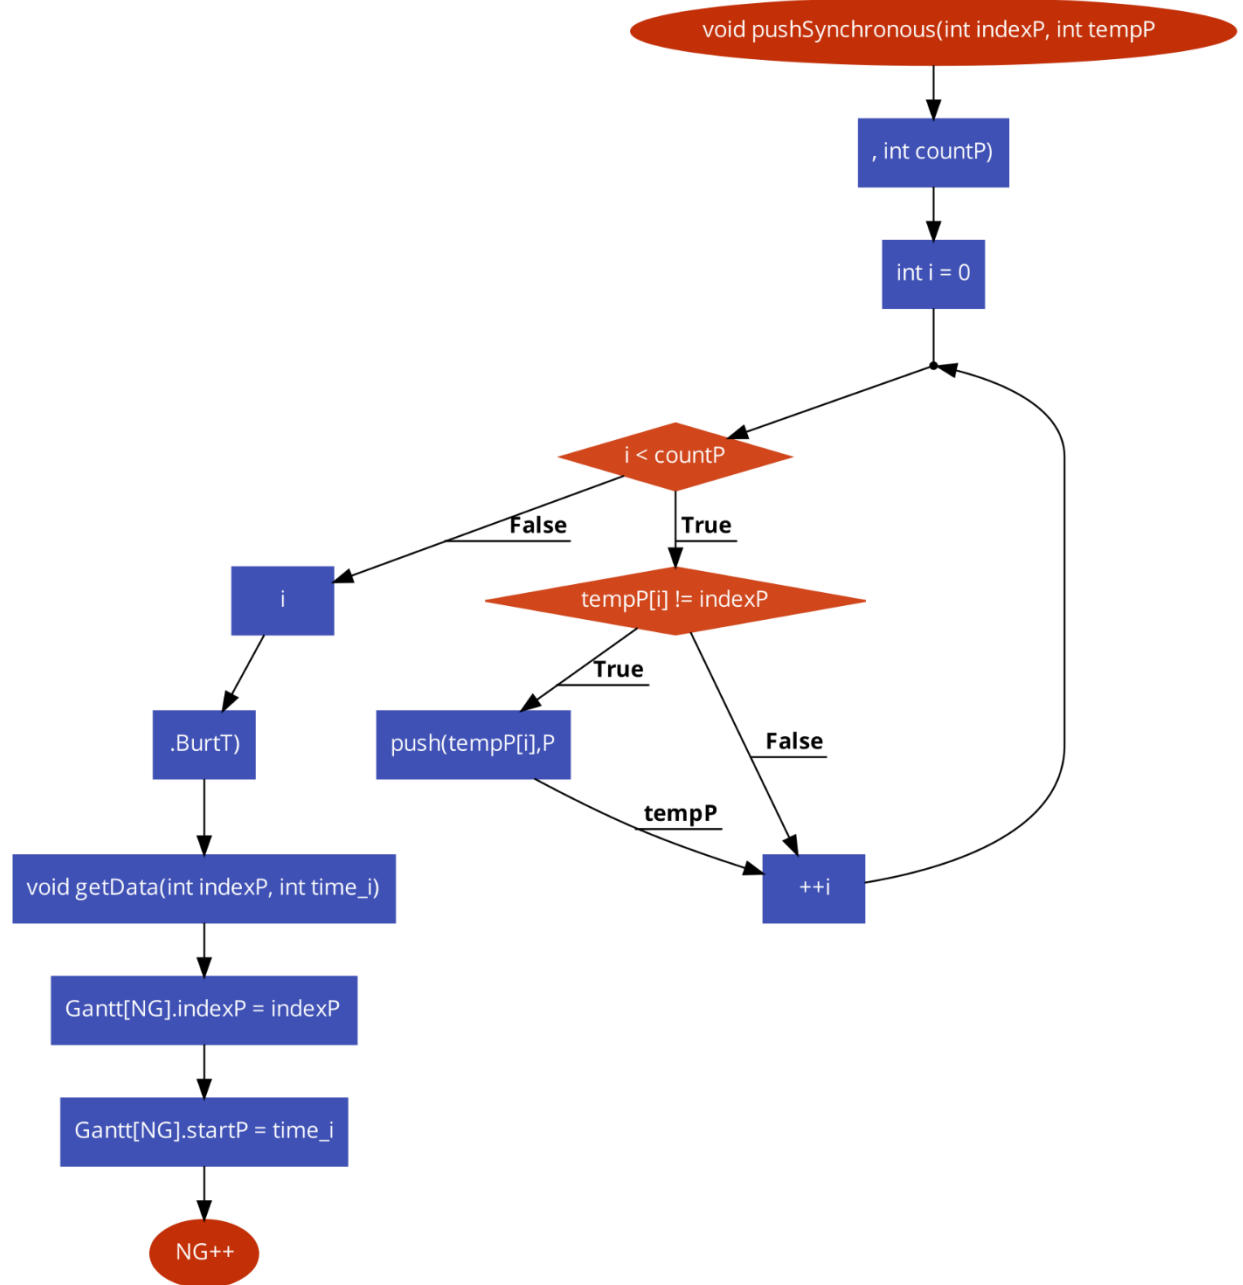 void pushSynchronous(int indexP, int tempP
, int countP)
int i = 0
i < countP
False
True
i
tempP[i] != indexP
True
False
.BurtT)
push(tempP[i],P
tempP
void getData(int indexP, int time_i)
++i
Gantt[NG].indexP = indexP
Gantt[NG].startP = time_i
NG++